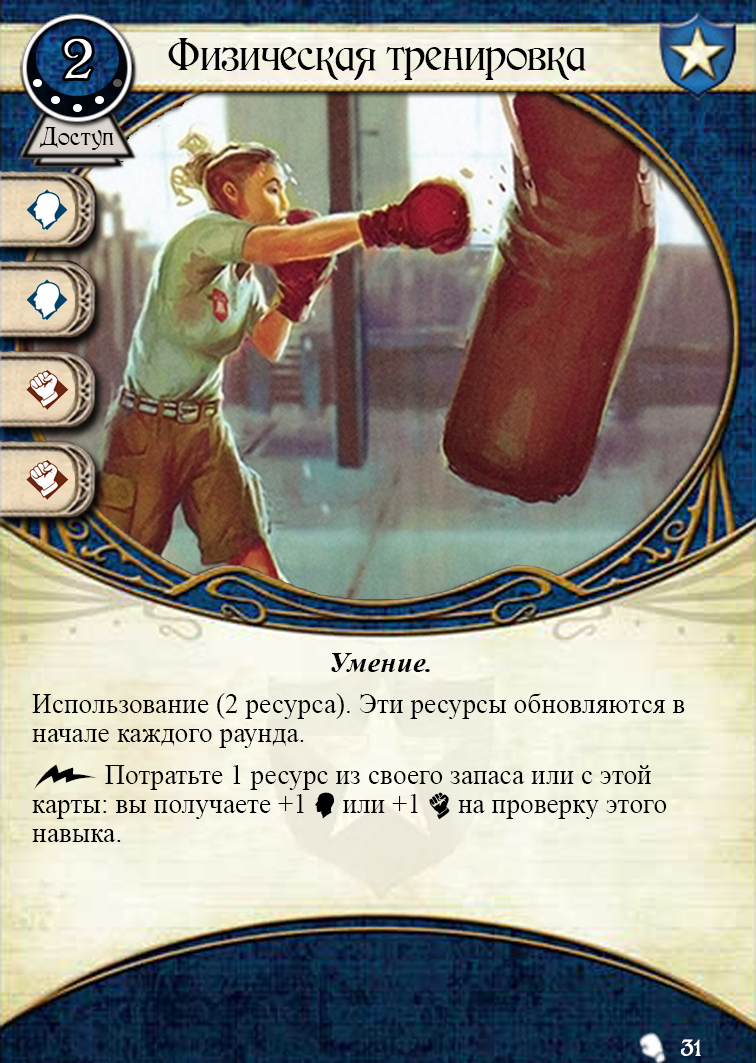 2
Физическая тренировка
Доступ
Умение.
Использование (2 ресурса). Эти ресурсы обновляются в
начале каждого раунда.
Потратьте 1 ресурс из своего запаса или с этой
карты: вы получаете +1 или +1 на проверку этого
навыка.
31